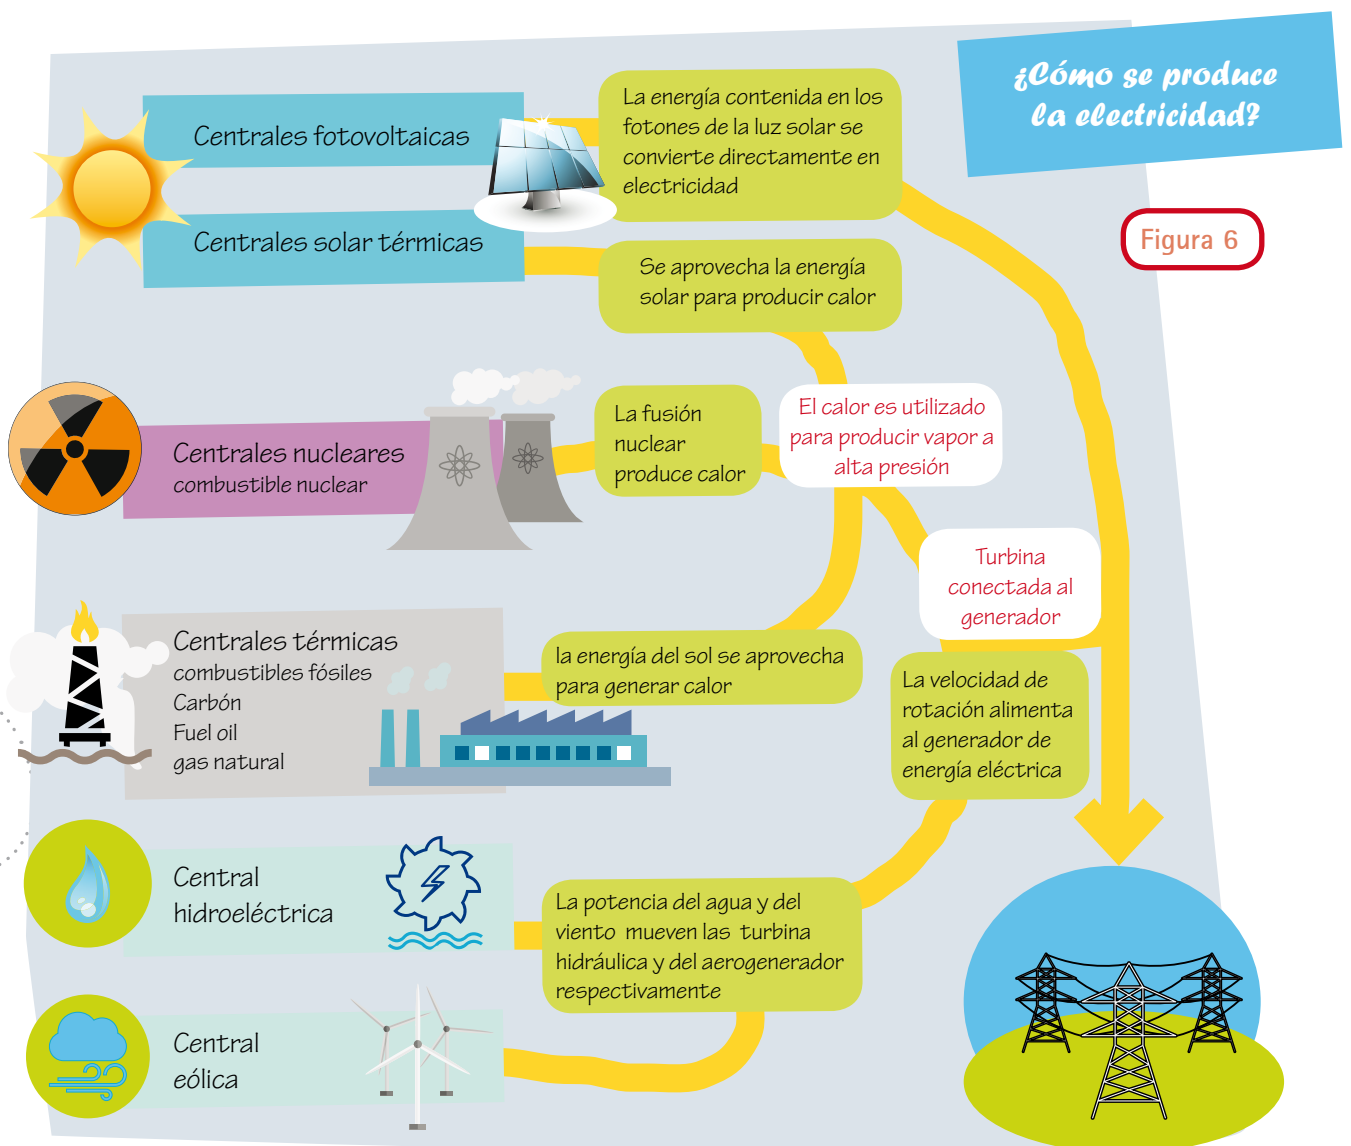 ¿Cómo se produce
la electricidad?
Figura 6
Centrales fotovoltaicas
La energía contenida en los
fotones de la luz solar se
convierte directamente en
electricidad
Centrales solar térmicas
Se aprovecha la energía
solar para producir calor
Centrales nucleares
combustible nuclear
La fusión
nuclear
produce calor
El calor es utilizado
para producir vapor a
alta presión
Turbina
conectada al
generador
Centrales térmicas
combustibles fósiles
Carbón
Fuel oil
gas natural
la energía del sol se aprovecha
para generar calor
La velocidad de
rotación alimenta
al generador de
energía eléctrica
Central
hidroeléctrica
La potencia del agua y del
viento mueven las turbina
hidráulica y del aerogenerador
respectivamente
Central
eólica